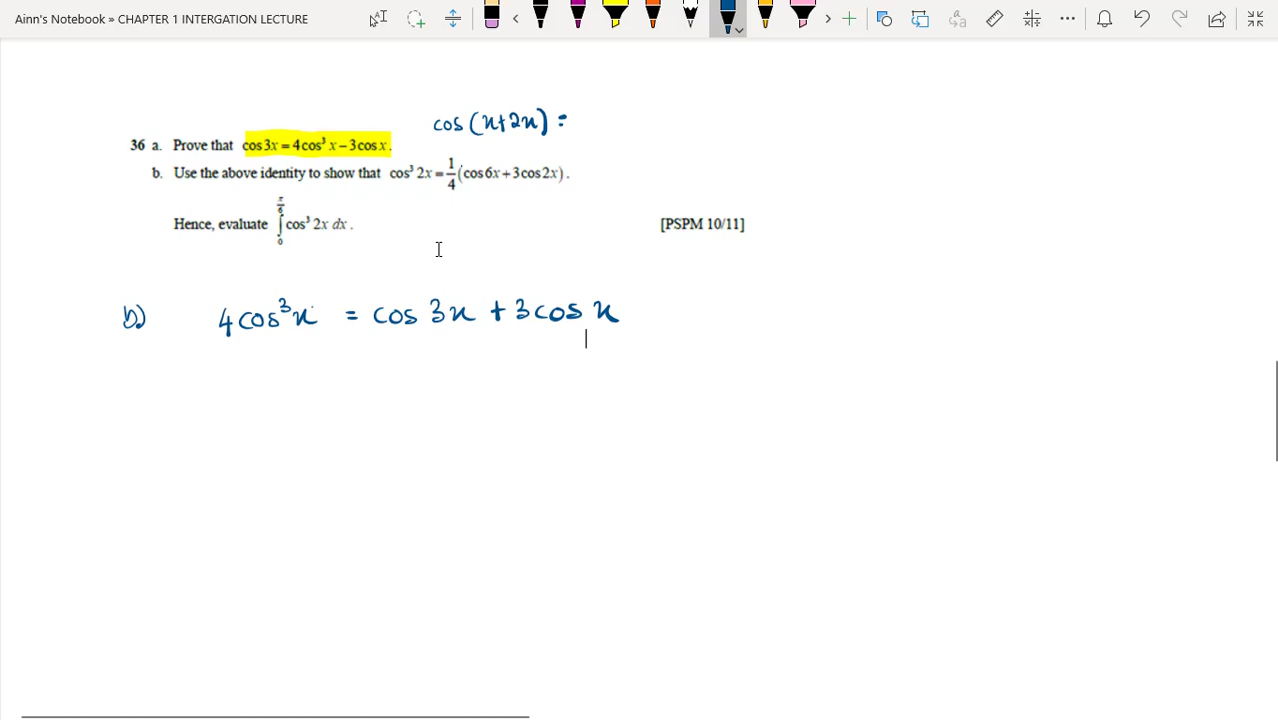 Ainn's Notebook » CHAPTER 1 INTERGATION LECTURE
cos(x+2x) =
36 a. Prove that cos 3x = 4cos³ x − 3cos x.
b. Use the above identity to show that cos³ 2x = 1/4 (cos 6x + 3cos 2x).
Hence, evaluate ∫₀^(π/6) cos³ 2x dx. [PSPM 10/11]
b) 4cos³x = cos 3x + 3cos x